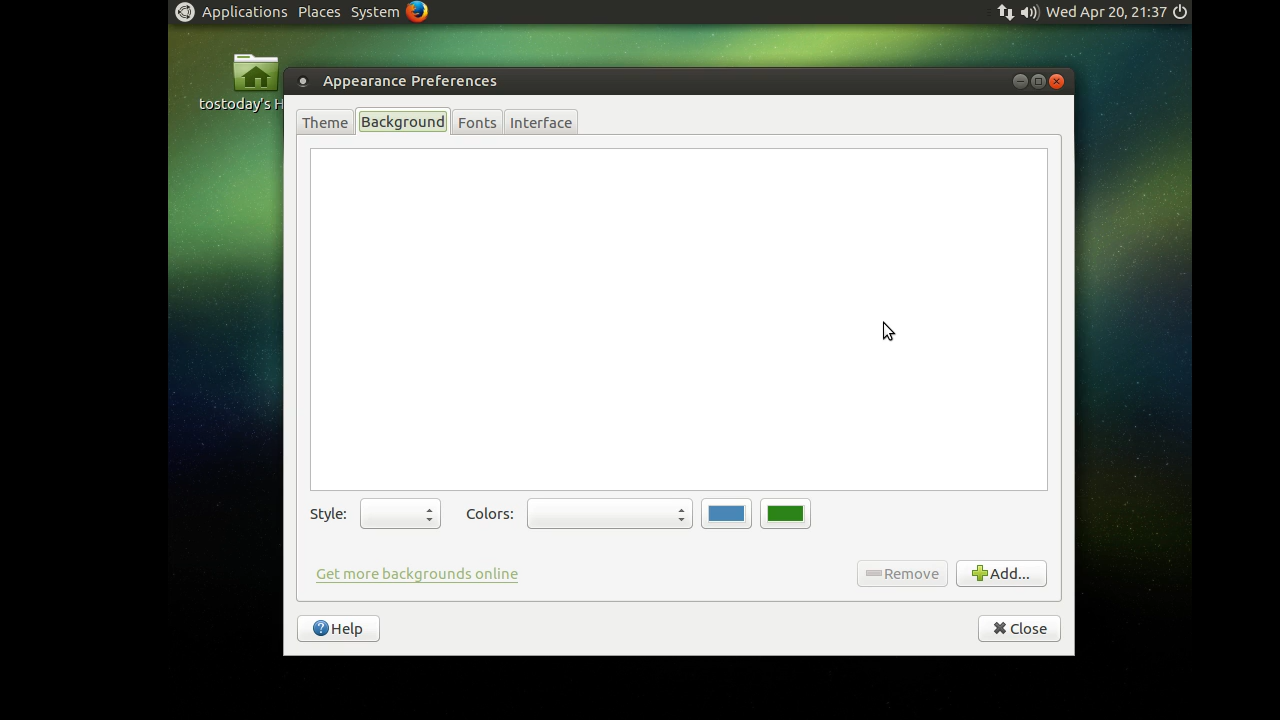 Applications Places System Wed Apr 20, 21:37
tostoday's H
Appearance Preferences
Theme Background Fonts Interface
Style: Colors:
Get more backgrounds online Remove Add...
Help Close